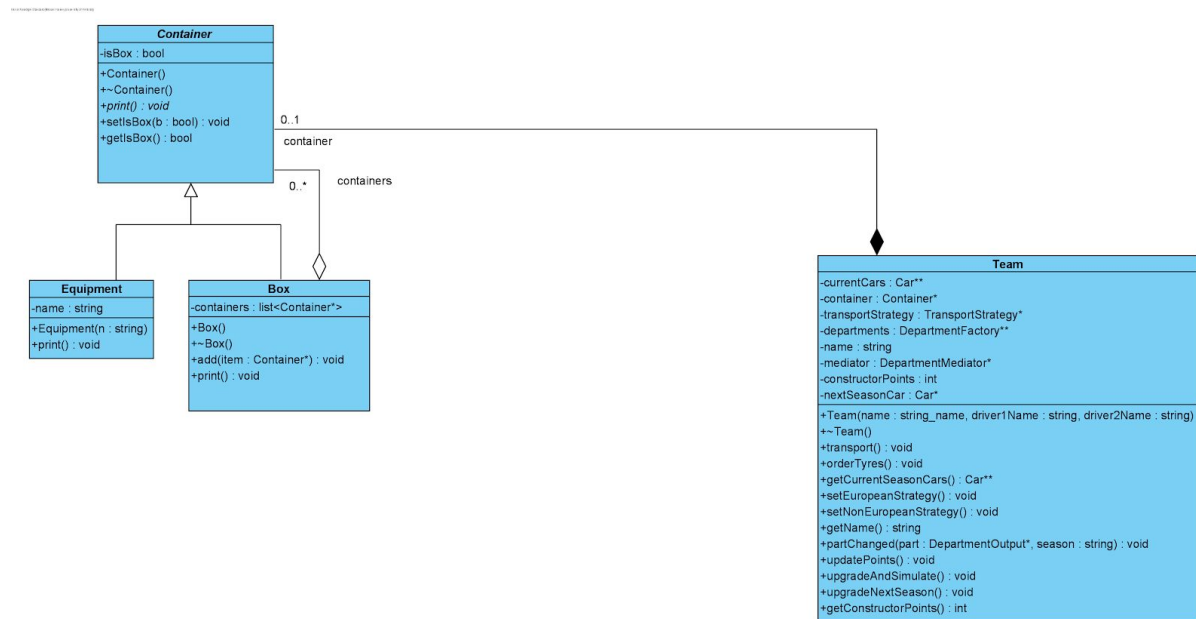 Container
-isBox : bool
+Container()
+~Container()
+print() : void
+setIsBox(b : bool) : void
+getIsBox() : bool
0..1
container
0..*
containers
Equipment
-name : string
+Equipment(n : string)
+print() : void
Box
-containers : list<Container*>
+Box()
+~Box()
+add(item : Container*) : void
+print() : void
Team
-currentCars : Car**
-container : Container*
-transportStrategy : TransportStrategy*
-departments : DepartmentFactory**
-name : string
-mediator : DepartmentMediator*
-constructorPoints : int
-nextSeasonCar : Car*
+Team(name : string_name, driver1Name : string, driver2Name : string)
+~Team()
+transport() : void
+orderTyres() : void
+getCurrentSeasonCars() : Car**
+setEuropeanStrategy() : void
+setNonEuropeanStrategy() : void
+getName() : string
+partChanged(part : DepartmentOutput*, season : string) : void
+updatePoints() : void
+upgradeAndSimulate() : void
+upgradeNextSeason() : void
+getConstructorPoints() : int